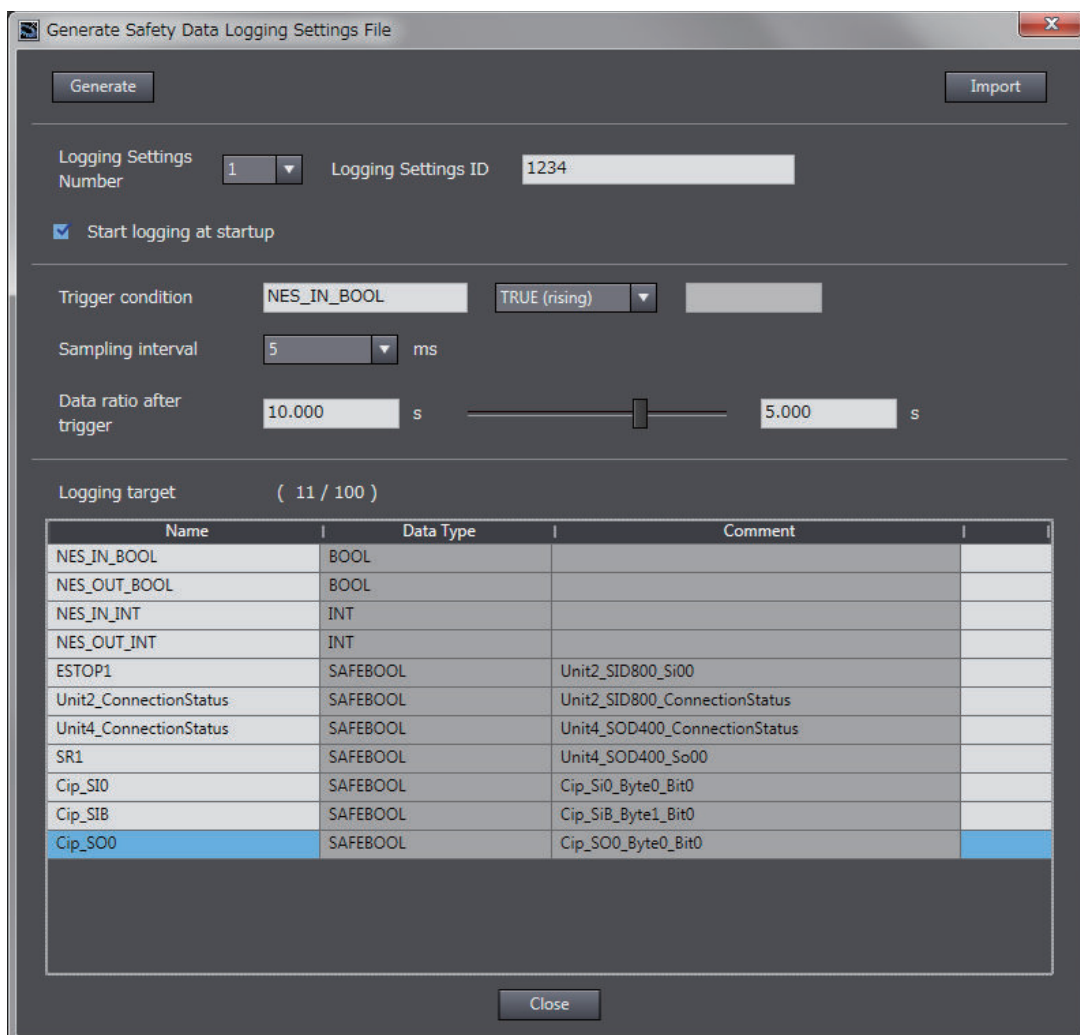 Generate Safety Data Logging Settings File
x
Generate
Import
Logging Settings
Number
1
Logging Settings ID
1234
Start logging at startup
Trigger condition
NES_IN_BOOL
TRUE (rising)
Sampling interval
5
ms
Data ratio after
trigger
10.000
s
5.000
s
Logging target
( 11 / 100 )
Name Data Type Comment
NES_IN_BOOL BOOL
NES_OUT_BOOL BOOL
NES_IN_INT INT
NES_OUT_INT INT
ESTOP1 SAFEBOOL Unit2_SID800_Si00
Unit2_ConnectionStatus SAFEBOOL Unit2_SID800_ConnectionStatus
Unit4_ConnectionStatus SAFEBOOL Unit4_SOD400_ConnectionStatus
SR1 SAFEBOOL Unit4_SOD400_So00
Cip_SI0 SAFEBOOL Cip_Si0_Byte0_Bit0
Cip_SIB SAFEBOOL Cip_SiB_Byte1_Bit0
Cip_SO0 SAFEBOOL Cip_SO0_Byte0_Bit0
Close